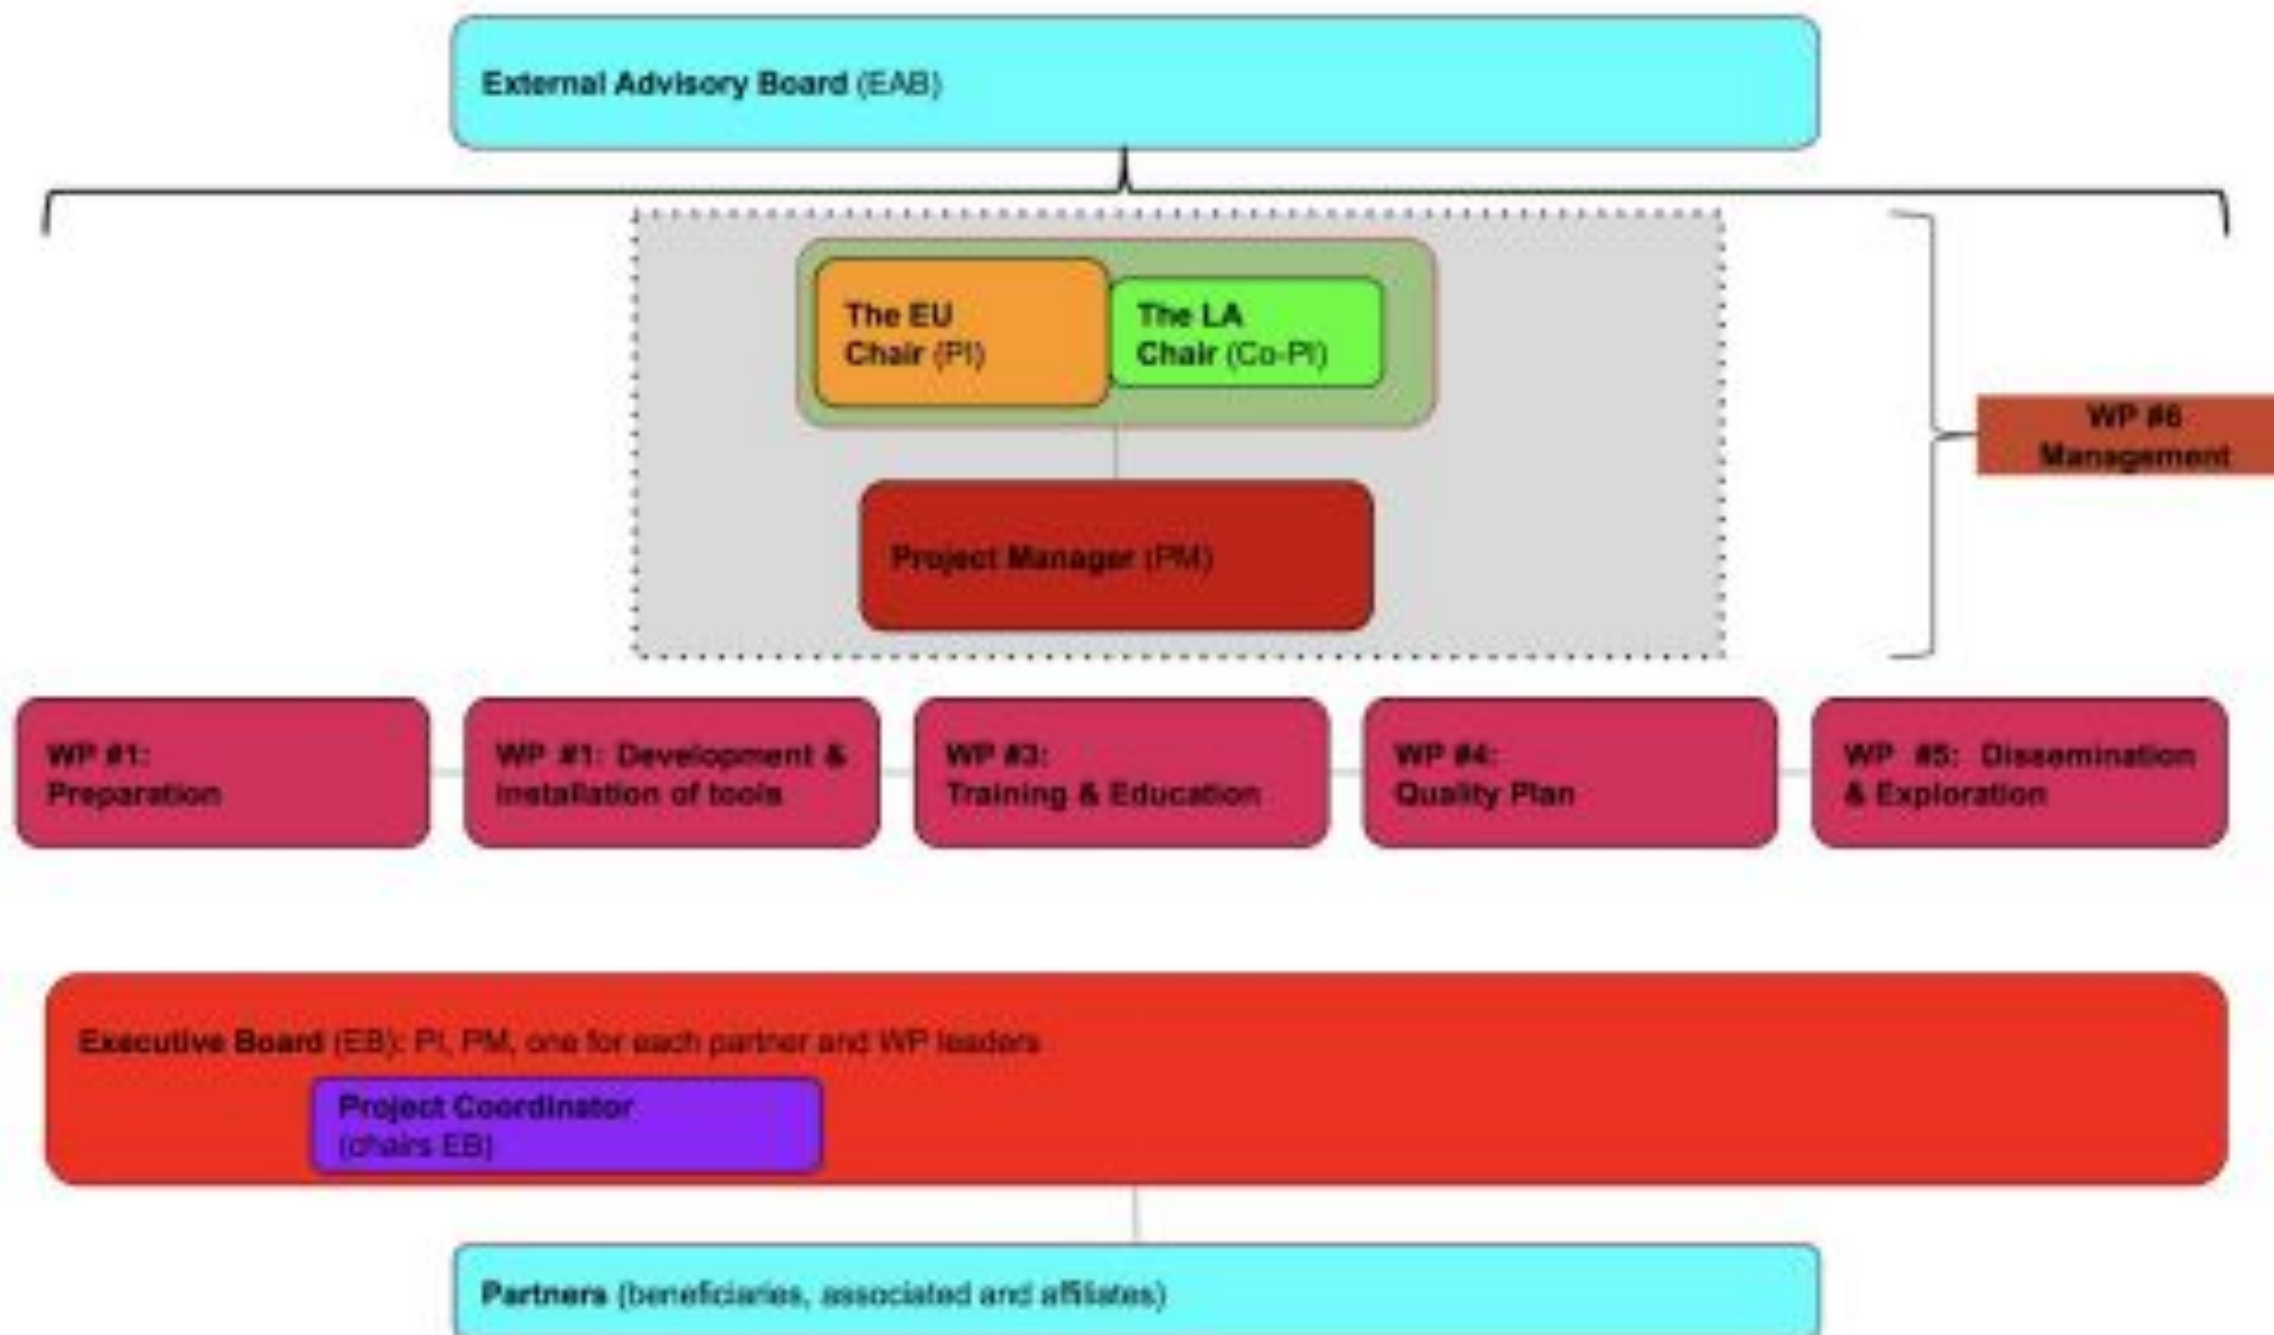 External Advisory Board (EAB)
The EU
Chair (PI)
The LA
Chair (Co-PI)
WP #6
Management
Project Manager (PM)
WP #1:
Preparation
WP #1: Development &
installation of tools
WP #3:
Training & Education
WP #4:
Quality Plan
WP #5: Dissemination
& Exploration
Executive Board (EB): PI, PM, one for each partner and WP leaders
Project Coordinator
(chairs EB)
Partners (beneficiaries, associated and affiliates)